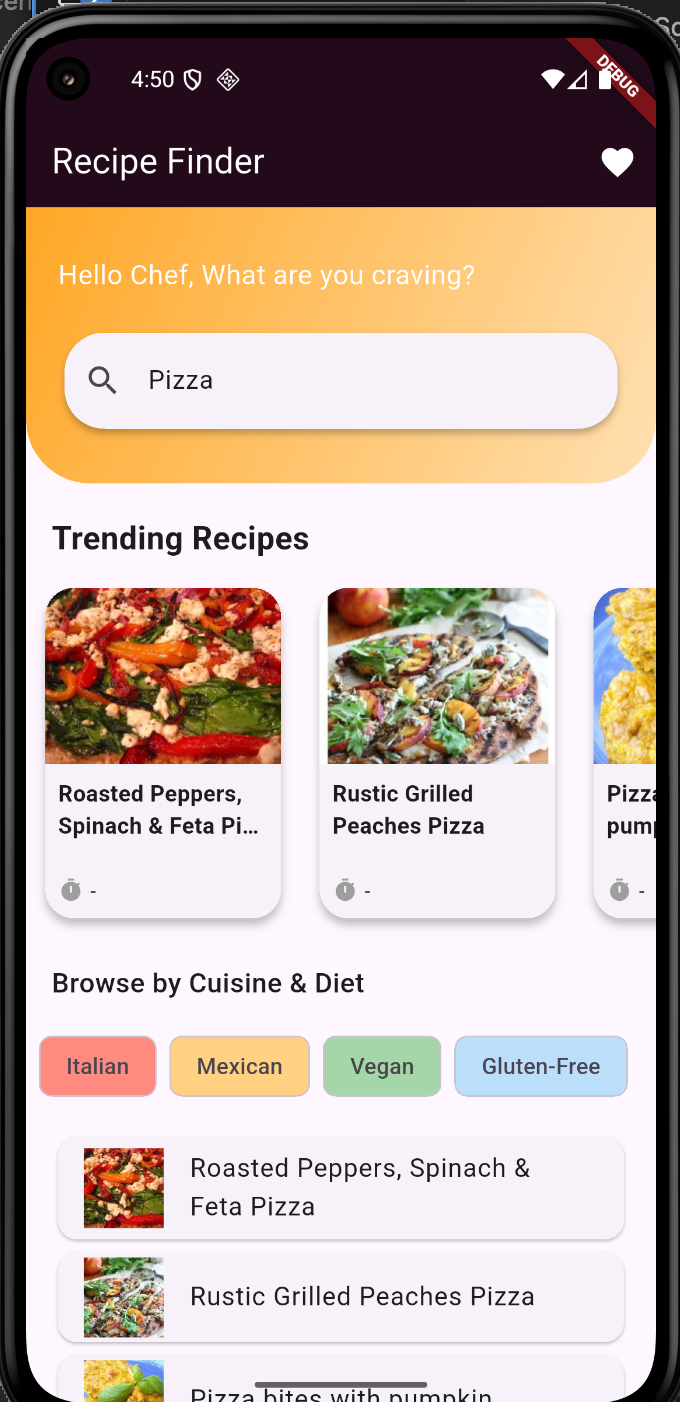 4:50
DEBUG
Recipe Finder
Hello Chef, What are you craving?
Pizza
Trending Recipes
Roasted Peppers,
Spinach & Feta Pi...
-
Rustic Grilled
Peaches Pizza
-
Pizza
pump
-
Browse by Cuisine & Diet
Italian
Mexican
Vegan
Gluten-Free
Roasted Peppers, Spinach &
Feta Pizza
Rustic Grilled Peaches Pizza
Pizza bites with pumpkin